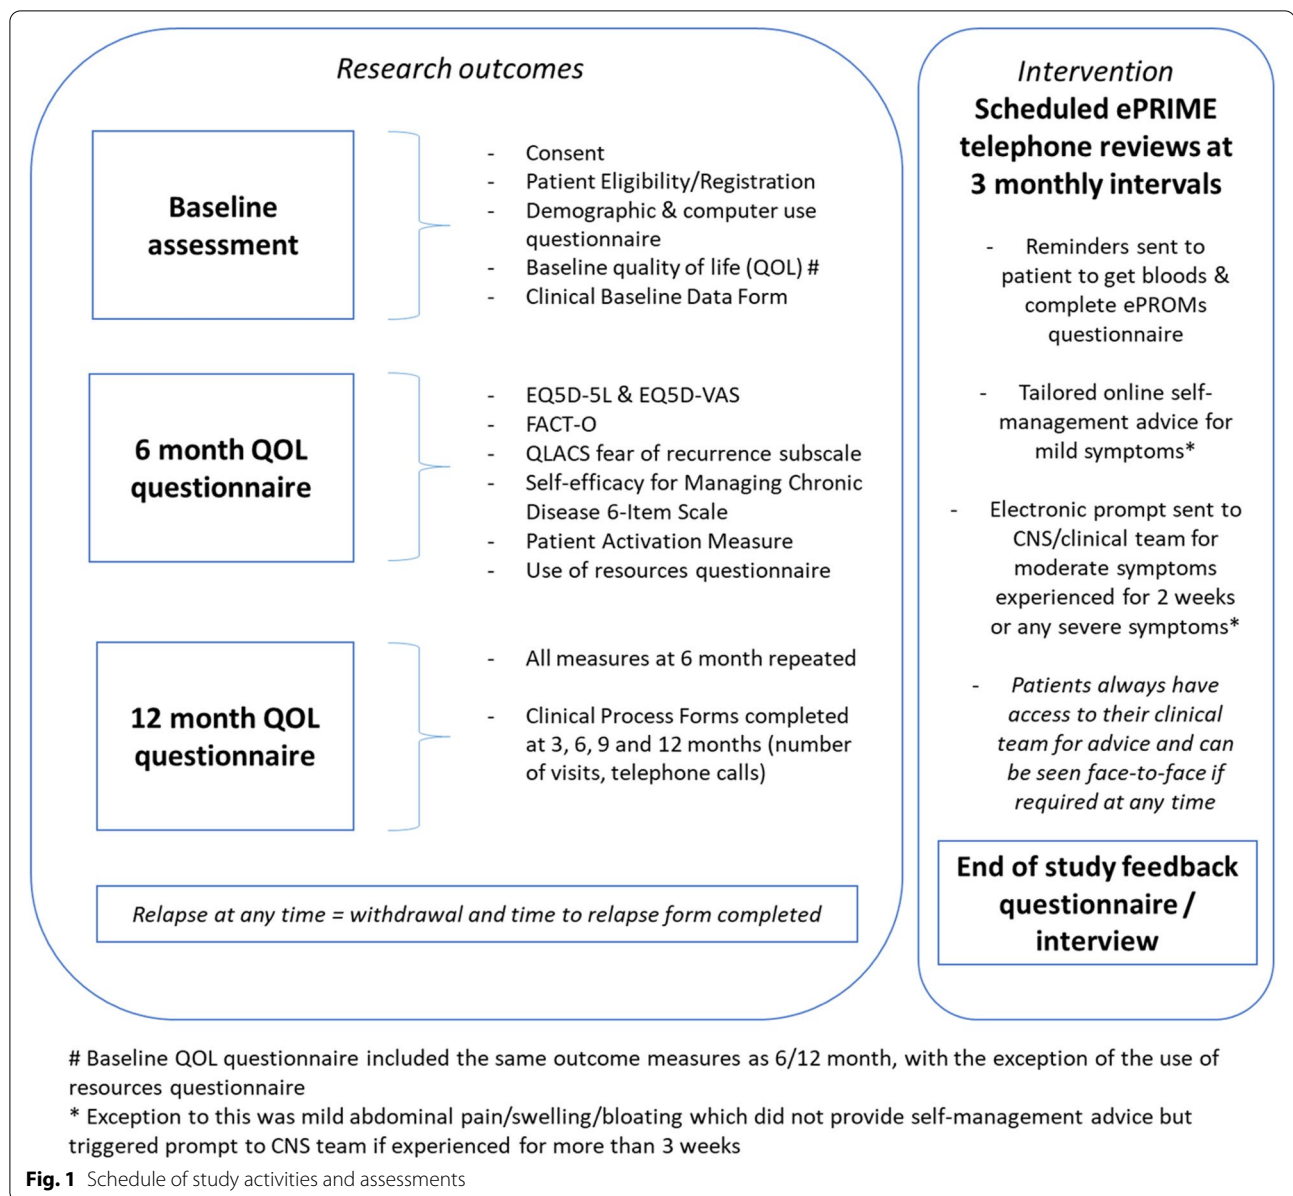 Research outcomes
Baseline
assessment
- Consent
- Patient Eligibility/Registration
- Demographic & computer use
questionnaire
- Baseline quality of life (QOL) #
- Clinical Baseline Data Form
6 month QOL
questionnaire
- EQ5D-5L & EQ5D-VAS
- FACT-O
- QLACS fear of recurrence subscale
- Self-efficacy for Managing Chronic
Disease 6-Item Scale
- Patient Activation Measure
- Use of resources questionnaire
12 month QOL
questionnaire
- All measures at 6 month repeated
- Clinical Process Forms completed
at 3, 6, 9 and 12 months (number
of visits, telephone calls)
Relapse at any time = withdrawal and time to relapse form completed
Intervention
Scheduled ePRIME
telephone reviews at
3 monthly intervals
- Reminders sent to
patient to get bloods &
complete ePROMs
questionnaire
- Tailored online self-
management advice for
mild symptoms*
- Electronic prompt sent to
CNS/clinical team for
moderate symptoms
experienced for 2 weeks
or any severe symptoms*
- Patients always have
access to their clinical
team for advice and can
be seen face-to-face if
required at any time
End of study feedback
questionnaire /
interview
# Baseline QOL questionnaire included the same outcome measures as 6/12 month, with the exception of the use of
resources questionnaire
* Exception to this was mild abdominal pain/swelling/bloating which did not provide self-management advice but
triggered prompt to CNS team if experienced for more than 3 weeks
Fig. 1 Schedule of study activities and assessments